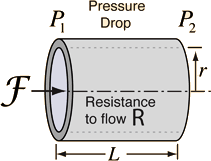 Pressure
Drop
P₁
P₂
r
ℱ
Resistance
to flow R
L